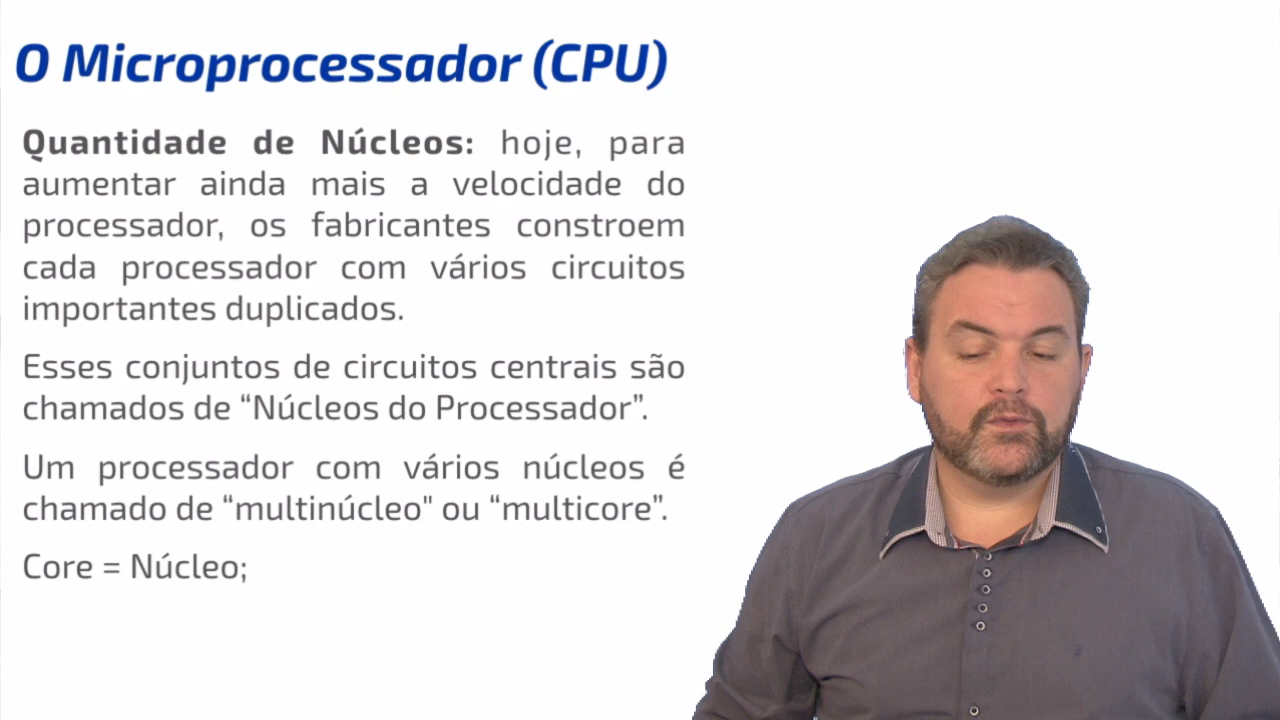 O Microprocessador (CPU)
Quantidade de Núcleos: hoje, para
aumentar ainda mais a velocidade do
processador, os fabricantes constroem
cada processador com vários circuitos
importantes duplicados.
Esses conjuntos de circuitos centrais são
chamados de “Núcleos do Processador”.
Um processador com vários núcleos é
chamado de “multinúcleo" ou “multicore”.
Core = Núcleo;